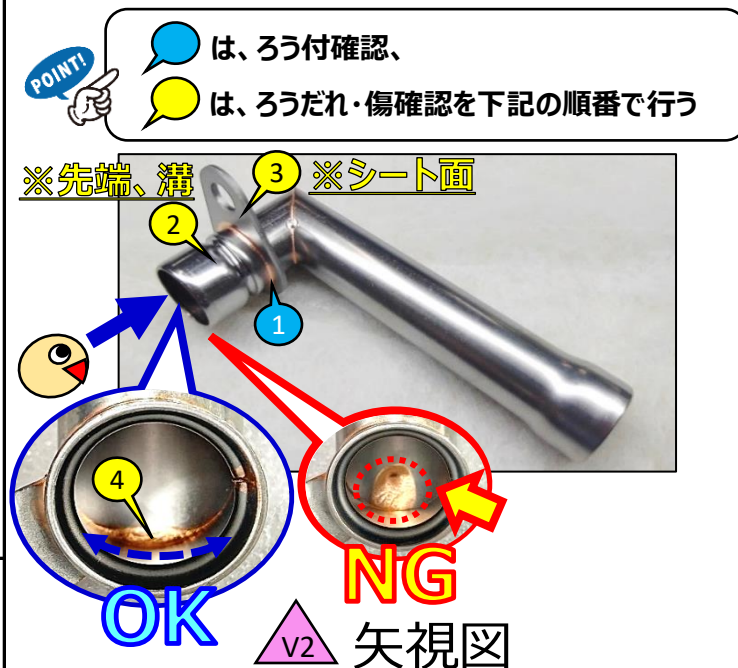 POINT!
は、ろう付確認、
は、ろうだれ・傷確認を下記の順番で行う
※先端、溝
3
※シート面
2
1
4
OK
NG
V2
矢視図